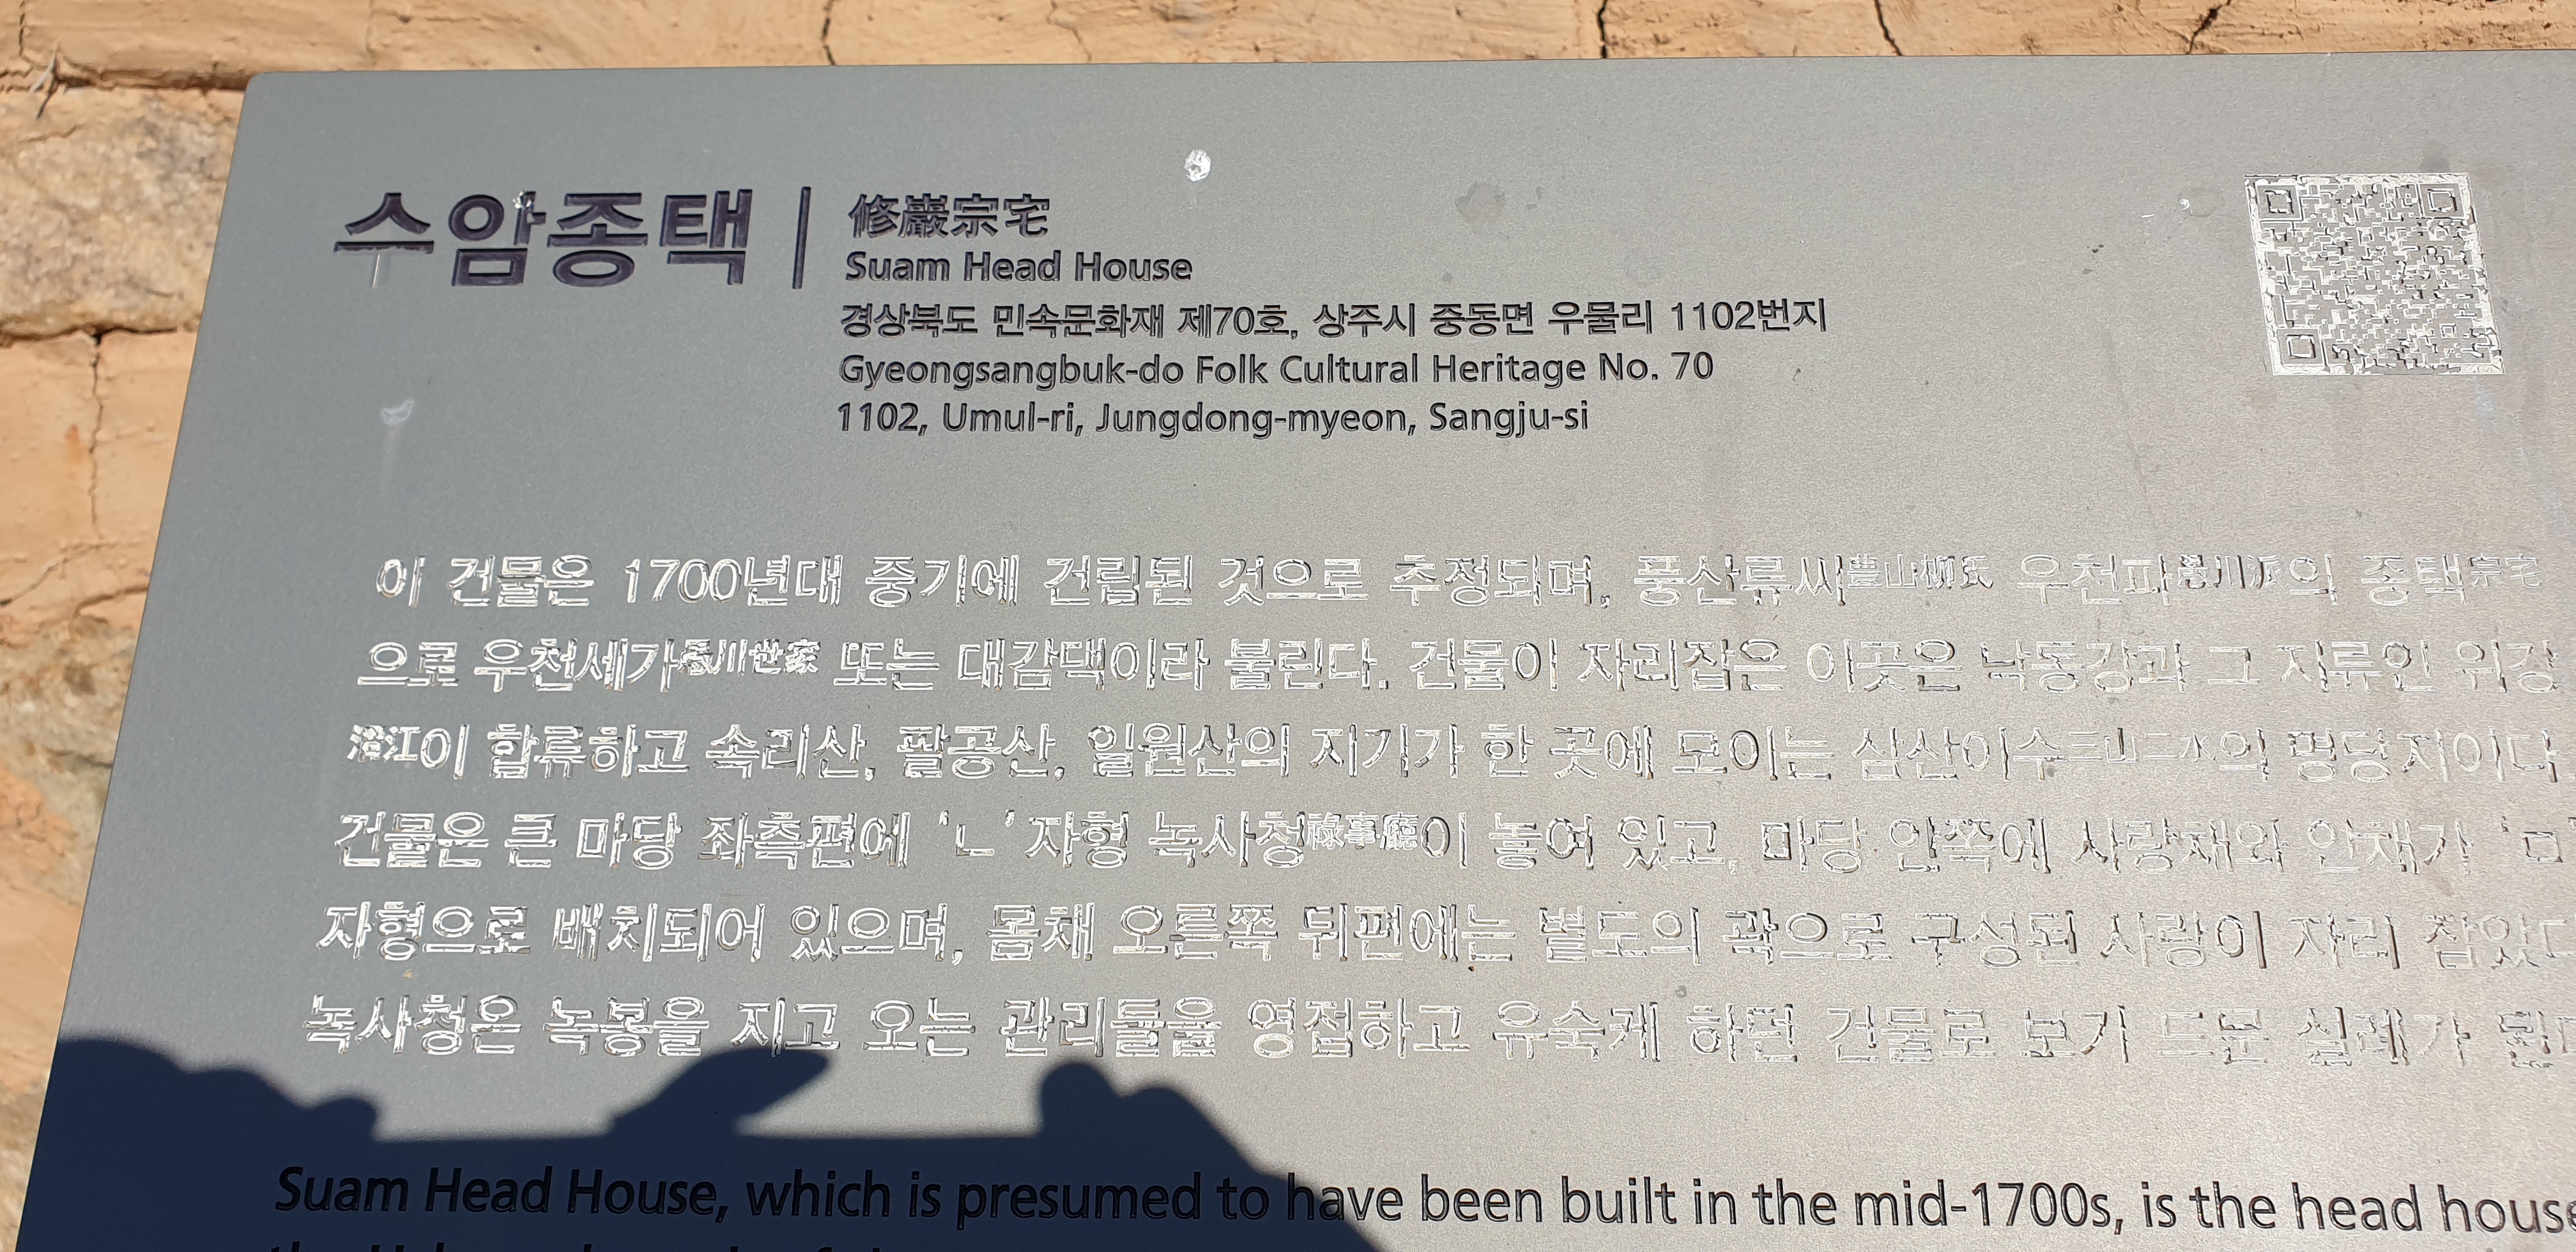 수암종택
修巖宗宅
Suam Head House
경상북도 민속문화재 제70호, 상주시 중동면 우물리 1102번지
Gyeongsangbuk-do Folk Cultural Heritage No. 70
1102, Umul-ri, Jungdong-myeon, Sangju-si
이 건물은 1700년대 중기에 건립된 것으로 추정되며, 풍산류씨豊山柳氏 우천파愚川派의 종택宗宅
으로 우천세가愚川世家 또는 대감댁이라 불린다. 건물이 자리잡은 이곳은 낙동강과 그 지류인 위강
이 합류하고 속리산, 팔공산, 일원산의 지기가 한 곳에 모이는 삼산이수三山二水의 명당지이다
건물은 큰 마당 좌측편에 'ㄴ'자형 녹사청祿事廳이 놓여 있고, 마당 안쪽에 사랑채와 안채가 'ㅁ
자형으로 배치되어 있으며, 몸채 오른쪽 뒤편에는 별도의 곽으로 구성된 사랑이 자리 잡았다
녹사청은 녹봉을 지고 오는 관리들을 영접하고 유숙케 하던 건물로 보기 드문 실례가
Suam Head House, which is presumed to have been built in the mid-1700s, is the head house